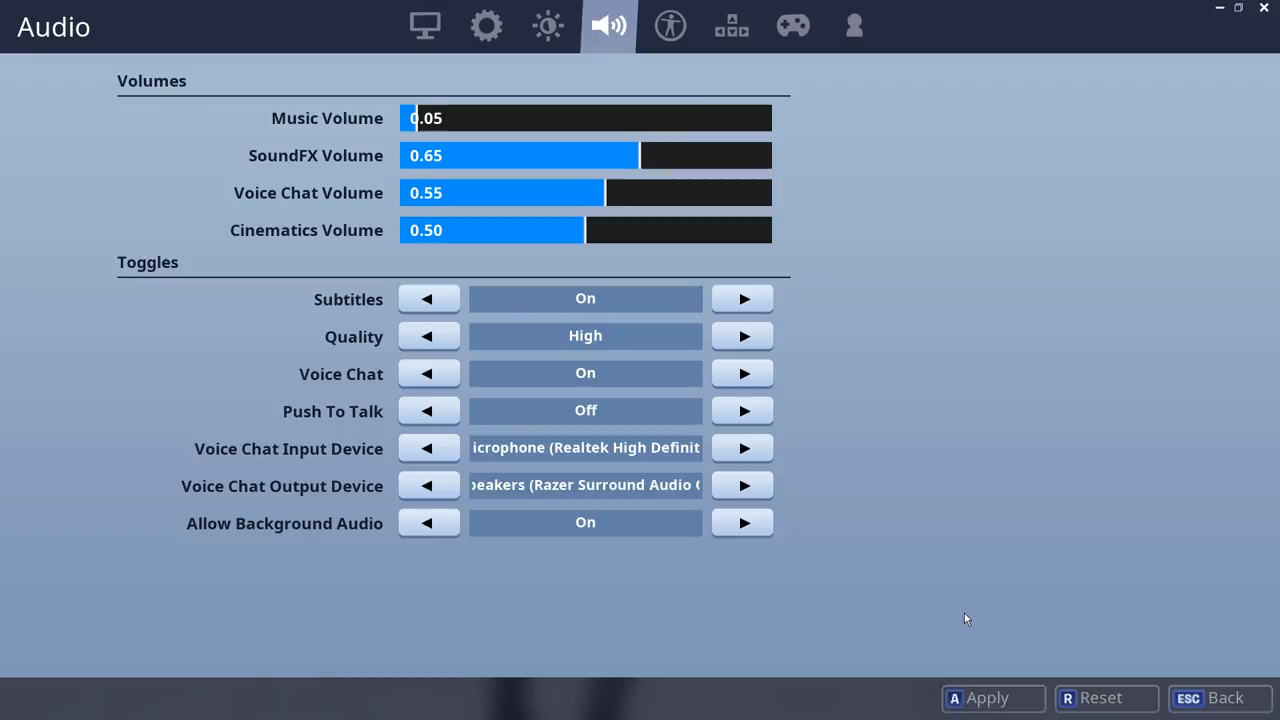 Audio
Volumes
Music Volume 0.05
SoundFX Volume 0.65
Voice Chat Volume 0.55
Cinematics Volume 0.50
Toggles
Subtitles On
Quality High
Voice Chat On
Push To Talk Off
Voice Chat Input Device icrophone (Realtek High Definit
Voice Chat Output Device peakers (Razer Surround Audio
Allow Background Audio On
A Apply R Reset ESC Back